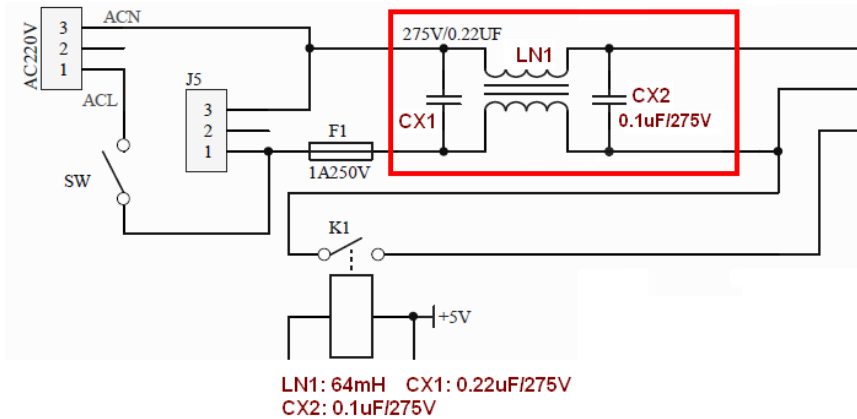 AC220V
3
2
1
ACN
ACL
SW
J5
3
2
1
F1
1A250V
275V/0.22UF
LN1
CX1
CX2
0.1uF/275V
K1
+5V
LN1: 64mH CX1: 0.22uF/275V
CX2: 0.1uF/275V